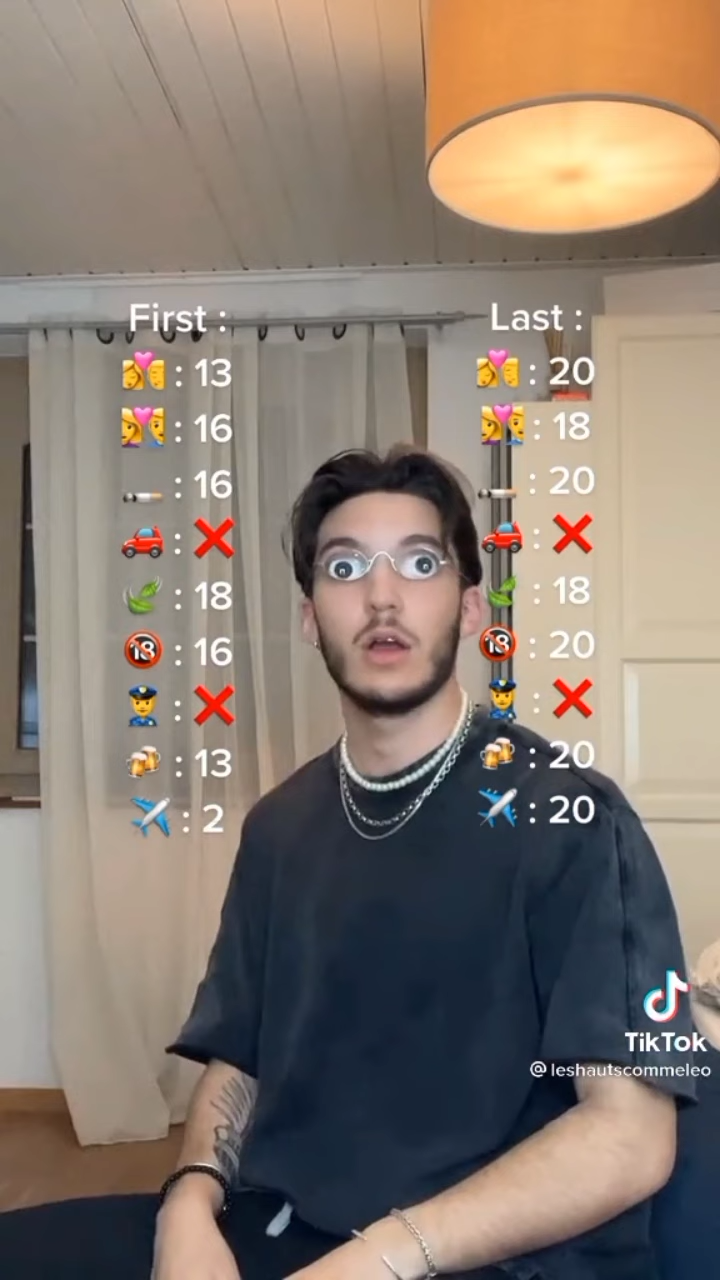 First :
💏 : 13
💑 : 16
🚬 : 16
🚗 : ❌
🍃 : 18
🔞 : 16
👮‍♂️ : ❌
🍻 : 13
✈️ : 2
Last :
💏 : 20
💑 : 18
🚬 : 20
🚗 : ❌
🍃 : 18
🔞 : 20
👮‍♂️ : ❌
🍻 : 20
✈️ : 20
TikTok
@leshautscommeleo